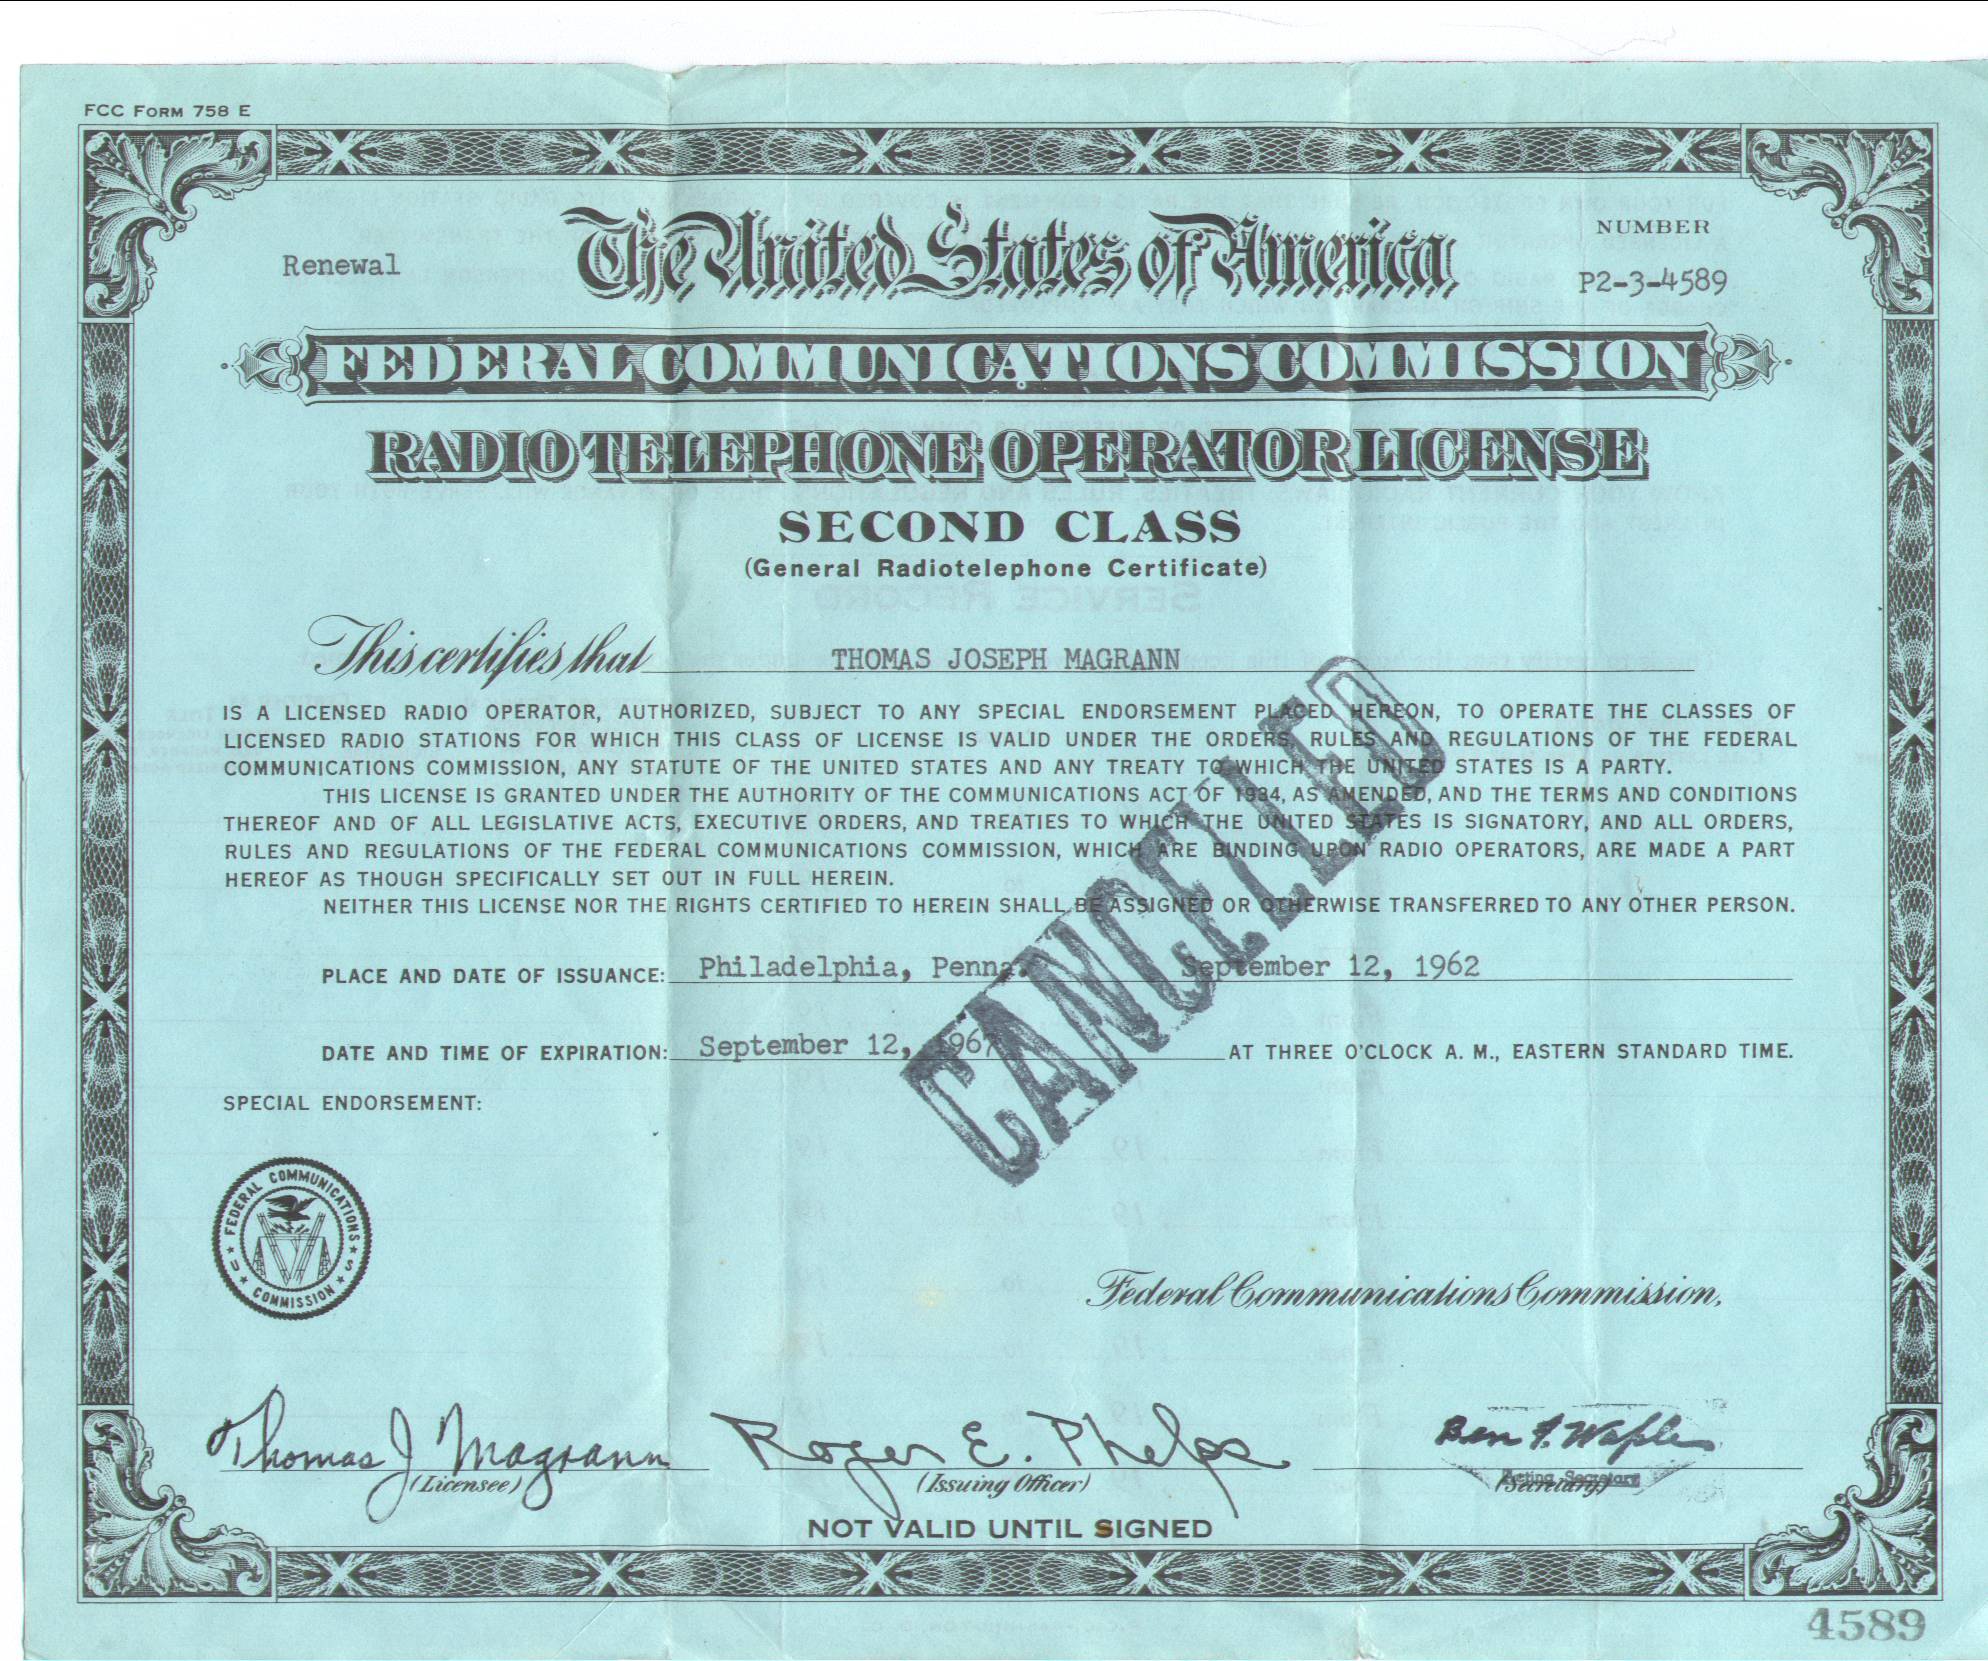 FCC FORM 758 E
Renewal
The United States of America
NUMBER
P2-3-4589
FEDERAL COMMUNICATIONS COMMISSION
RADIO TELEPHONE OPERATOR LICENSE
SECOND CLASS
(General Radiotelephone Certificate)
This certifies that THOMAS JOSEPH MAGRANN
IS A LICENSED RADIO OPERATOR, AUTHORIZED, SUBJECT TO ANY SPECIAL ENDORSEMENT PLACED HEREON, TO OPERATE THE CLASSES OF
LICENSED RADIO STATIONS FOR WHICH THIS CLASS OF LICENSE IS VALID UNDER THE ORDERS, RULES AND REGULATIONS OF THE FEDERAL
COMMUNICATIONS COMMISSION, ANY STATUTE OF THE UNITED STATES AND ANY TREATY TO WHICH THE UNITED STATES IS A PARTY.
THIS LICENSE IS GRANTED UNDER THE AUTHORITY OF THE COMMUNICATIONS ACT OF 1934, AS AMENDED, AND THE TERMS AND CONDITIONS
THEREOF AND OF ALL LEGISLATIVE ACTS, EXECUTIVE ORDERS, AND TREATIES TO WHICH THE UNITED STATES IS SIGNATORY, AND ALL ORDERS,
RULES AND REGULATIONS OF THE FEDERAL COMMUNICATIONS COMMISSION, WHICH ARE BINDING UPON RADIO OPERATORS, ARE MADE A PART
HEREOF AS THOUGH SPECIFICALLY SET OUT IN FULL HEREIN.
NEITHER THIS LICENSE NOR THE RIGHTS CERTIFIED TO HEREIN SHALL BE ASSIGNED OR OTHERWISE TRANSFERRED TO ANY OTHER PERSON.
PLACE AND DATE OF ISSUANCE: Philadelphia, Penna. September 12, 1962
DATE AND TIME OF EXPIRATION: September 12, 1967 AT THREE O'CLOCK A. M., EASTERN STANDARD TIME.
SPECIAL ENDORSEMENT:
CANCELLED
U S FEDERAL COMMUNICATIONS COMMISSION
Federal Communications Commission.
Thomas J Magrann Roger E. Phelps Ben F. Waple
Acting Secretary
(Licensee) (Issuing Officer) (Secretary)
NOT VALID UNTIL SIGNED
4589